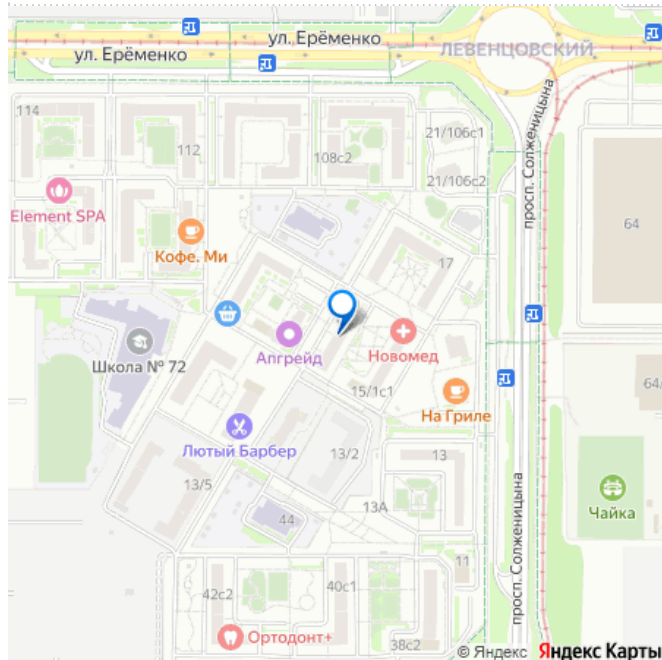 ул. Ерёменко
ул. Ерёменко
ЛЕВЕНЦОВСКИЙ
114
112
108с2
21/106с1
21/106с2
просп. Солженицына
64
Element SPA
Кофе. Ми
17
Школа № 72
Апгрейд
Новомед
15/1с1
На Гриле
64/
Лютый Барбер
13/2
13
13/5
13А
44
Чайка
просп. Солженицына
11
42с2
40с1
Ортодонт+
38с2
© Яндекс Яндекс Карты